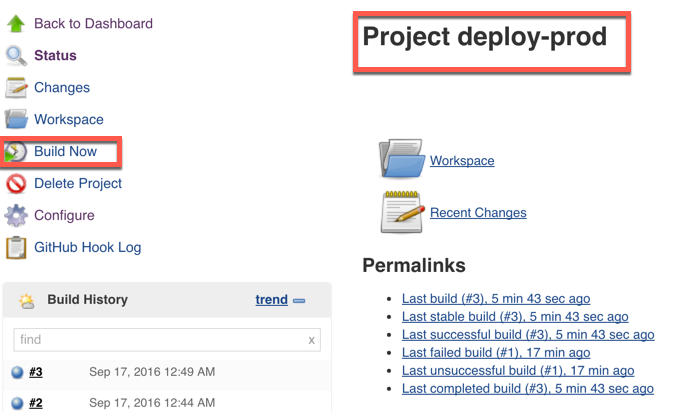 Back to Dashboard
Status
Changes
Workspace
Build Now
Delete Project
Configure
GitHub Hook Log
Build History trend
find x
#3 Sep 17, 2016 12:49 AM
#2 Sep 17, 2016 12:44 AM
Project deploy-prod
Workspace
Recent Changes
Permalinks
Last build (#3), 5 min 43 sec ago
Last stable build (#3), 5 min 43 sec ago
Last successful build (#3), 5 min 43 sec ago
Last failed build (#1), 17 min ago
Last unsuccessful build (#1), 17 min ago
Last completed build (#3), 5 min 43 sec ago